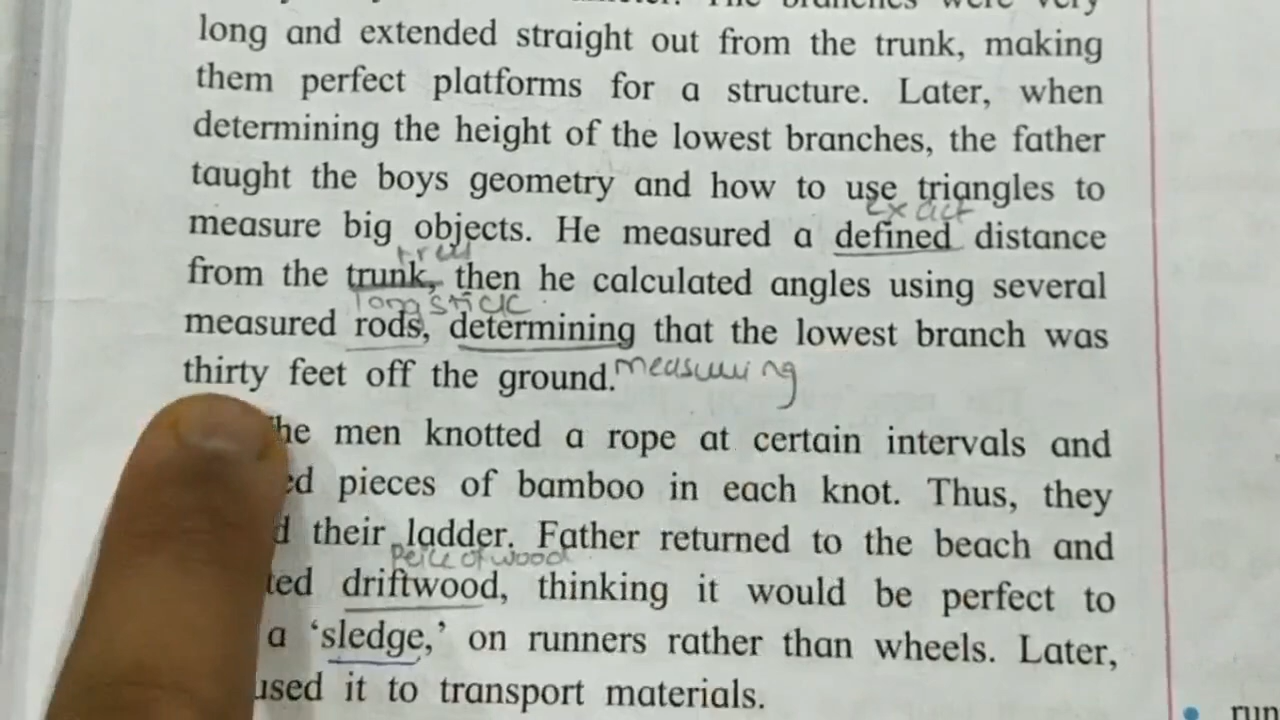 The branches were very
long and extended straight out from the trunk, making
them perfect platforms for a structure. Later, when
determining the height of the lowest branches, the father
taught the boys geometry and how to use triangles to
exact
measure big objects. He measured a defined distance
tree
from the trunk, then he calculated angles using several
long stick
measured rods, determining that the lowest branch was
thirty feet off the ground. measuring
he men knotted a rope at certain intervals and
ed pieces of bamboo in each knot. Thus, they
d their ladder. Father returned to the beach and
peice of wood
ted driftwood, thinking it would be perfect to
a ‘sledge,’ on runners rather than wheels. Later,
used it to transport materials.
run